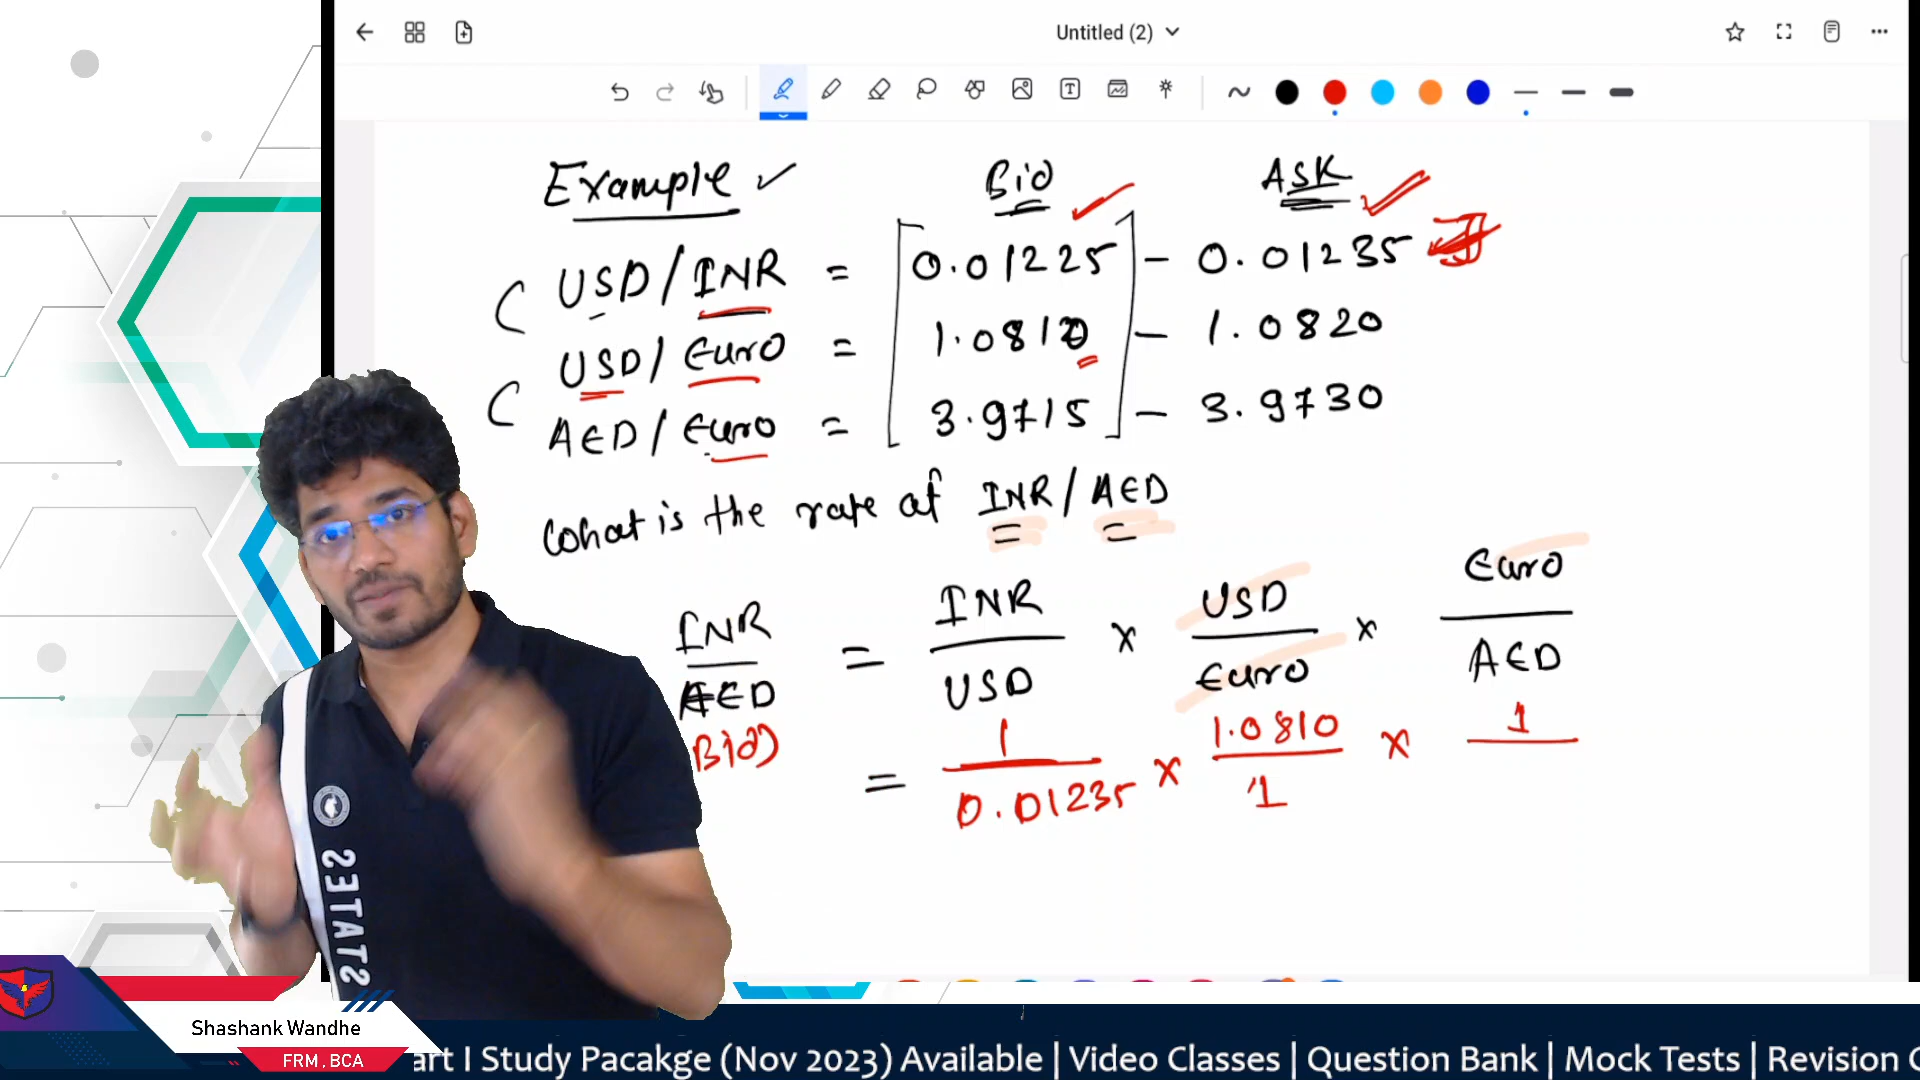 Untitled (2)
Example ✓ Bid ASK
USD/INR = 0.01225 - 0.01235
USD/Euro = 1.0810 - 1.0820
AED/Euro = 3.9715 - 3.9730
What is the rate of INR/AED
INR/AED = INR/USD x USD/Euro x Euro/AED
Bid) = 1/0.01235 x 1.0810/1 x 1
STATES
Shashank Wandhe
FRM , BCA
art I Study Pacakge (Nov 2023) Available | Video Classes | Question Bank | Mock Tests | Revision C